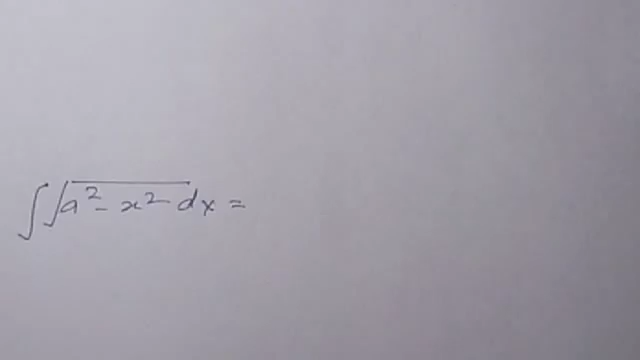 ∫√a²-x² dx =